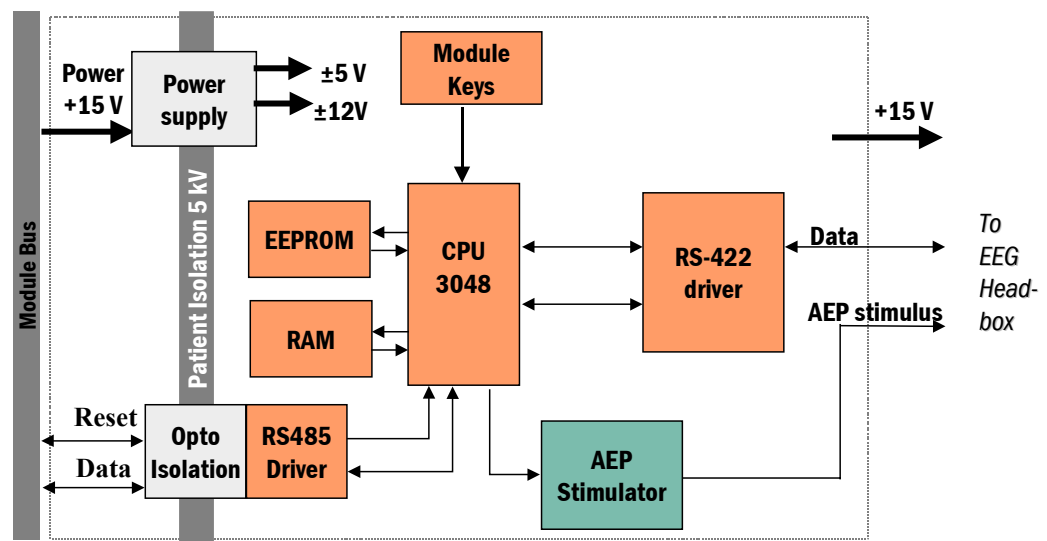 Module Bus
Power
+15 V
Power
supply
±5 V
±12V
Patient Isolation 5 kV
Module
Keys
+15 V
EEPROM
CPU
3048
RS-422
driver
Data
To
EEG
Head-
box
RAM
AEP stimulus
Reset
Data
Opto
Isolation
RS485
Driver
AEP
Stimulator